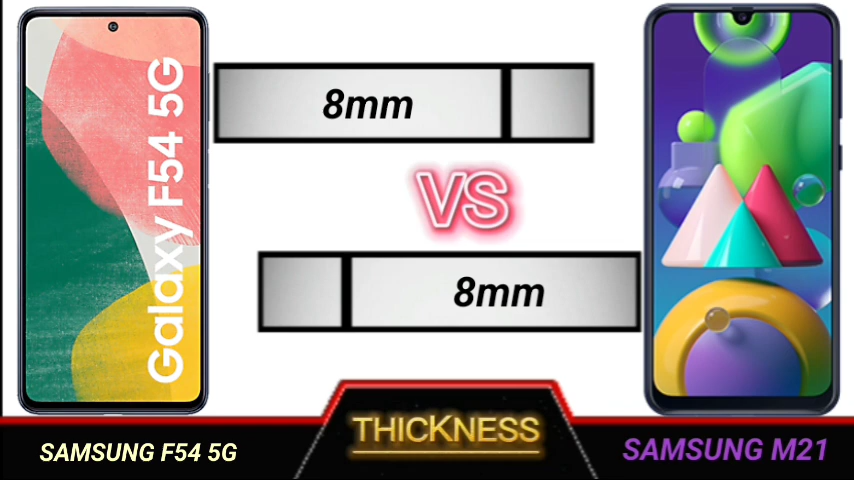 Galaxy F54 5G
8mm
VS
8mm
THICKNESS
SAMSUNG F54 5G
SAMSUNG M21